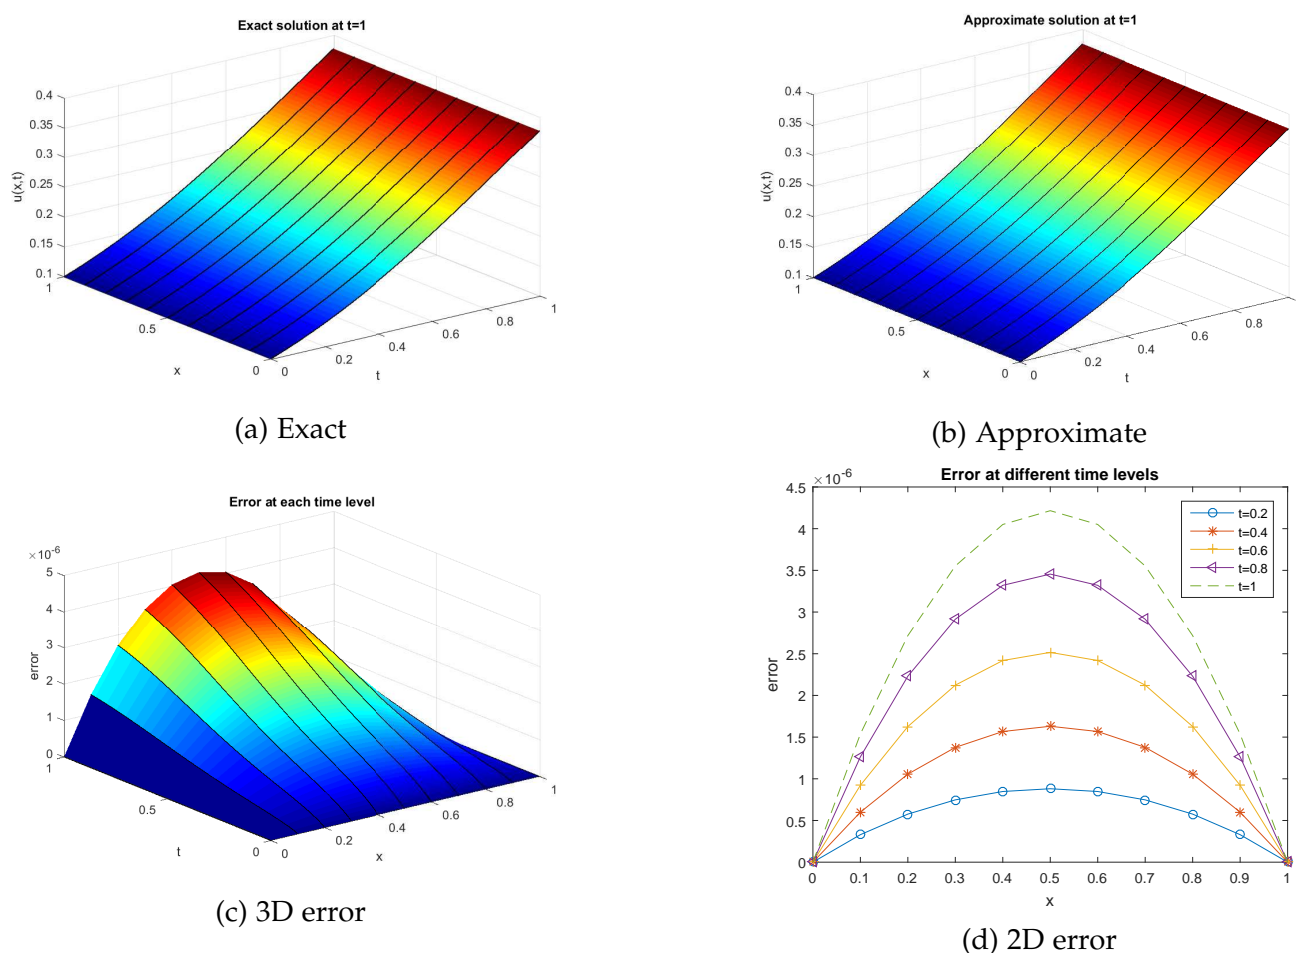 Exact solution at t=1
0.4
0.35
0.3
0.25
0.2
0.15
0.1
u(x,t)
1
0.5
0
x
0
0.2
0.4
0.6
0.8
1
t
(a) Exact
Approximate solution at t=1
0.4
0.35
0.3
0.25
0.2
0.15
0.1
u(x,t)
1
0.5
0
x
0
0.2
0.4
0.6
0.8
t
(b) Approximate
Error at each time level
×10^-6
5
4
3
2
1
0
error
1
0.5
0
t
0
0.2
0.4
0.6
0.8
1
x
(c) 3D error
Error at different time levels
×10^-6
4.5
4
3.5
3
2.5
2
1.5
1
0.5
0
error
t=0.2
t=0.4
t=0.6
t=0.8
t=1
0 0.1 0.2 0.3 0.4 0.5 0.6 0.7 0.8 0.9 1
x
(d) 2D error